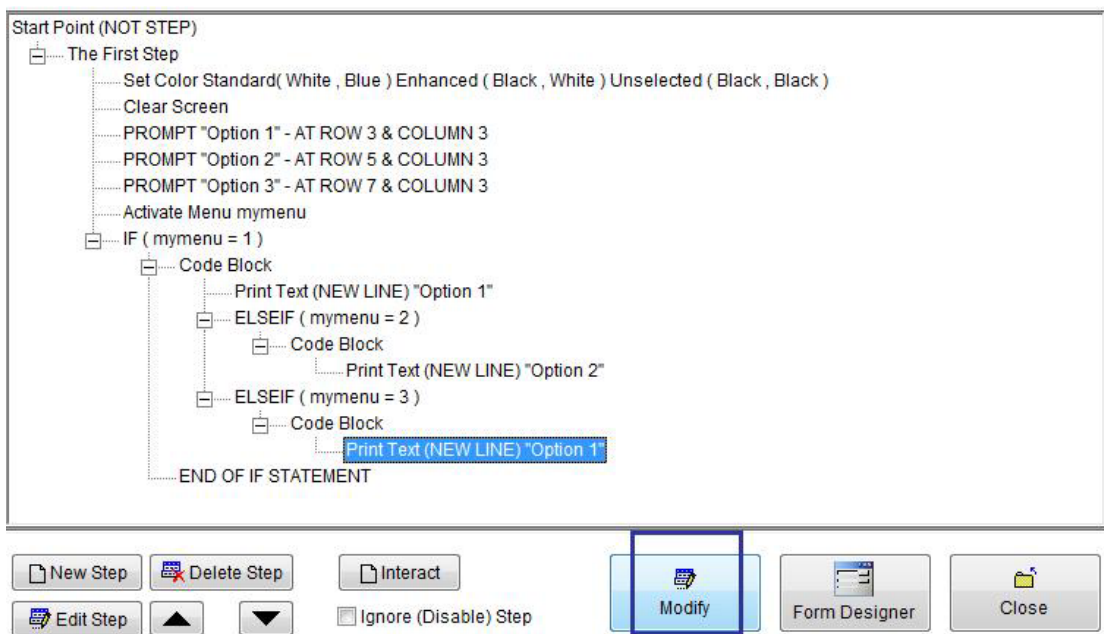 Start Point (NOT STEP)
The First Step
Set Color Standard( White , Blue ) Enhanced ( Black , White ) Unselected ( Black , Black )
Clear Screen
PROMPT "Option 1" - AT ROW 3 & COLUMN 3
PROMPT "Option 2" - AT ROW 5 & COLUMN 3
PROMPT "Option 3" - AT ROW 7 & COLUMN 3
Activate Menu mymenu
IF ( mymenu = 1 )
Code Block
Print Text (NEW LINE) "Option 1"
ELSEIF ( mymenu = 2 )
Code Block
Print Text (NEW LINE) "Option 2"
ELSEIF ( mymenu = 3 )
Code Block
Print Text (NEW LINE) "Option 1"
END OF IF STATEMENT
New Step Delete Step Interact
Modify Form Designer Close
Edit Step Ignore (Disable) Step